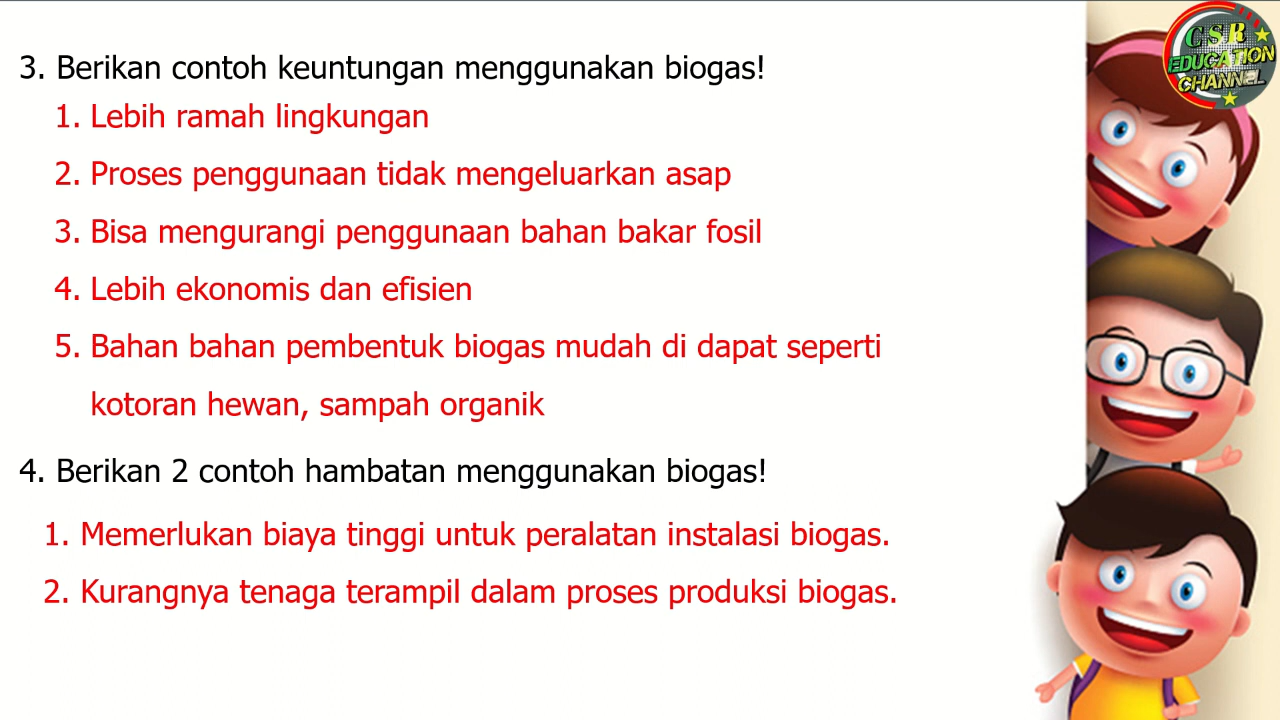 CSR
EDUCATION
CHANNEL
3. Berikan contoh keuntungan menggunakan biogas!
1. Lebih ramah lingkungan
2. Proses penggunaan tidak mengeluarkan asap
3. Bisa mengurangi penggunaan bahan bakar fosil
4. Lebih ekonomis dan efisien
5. Bahan bahan pembentuk biogas mudah di dapat seperti
kotoran hewan, sampah organik
4. Berikan 2 contoh hambatan menggunakan biogas!
1. Memerlukan biaya tinggi untuk peralatan instalasi biogas.
2. Kurangnya tenaga terampil dalam proses produksi biogas.